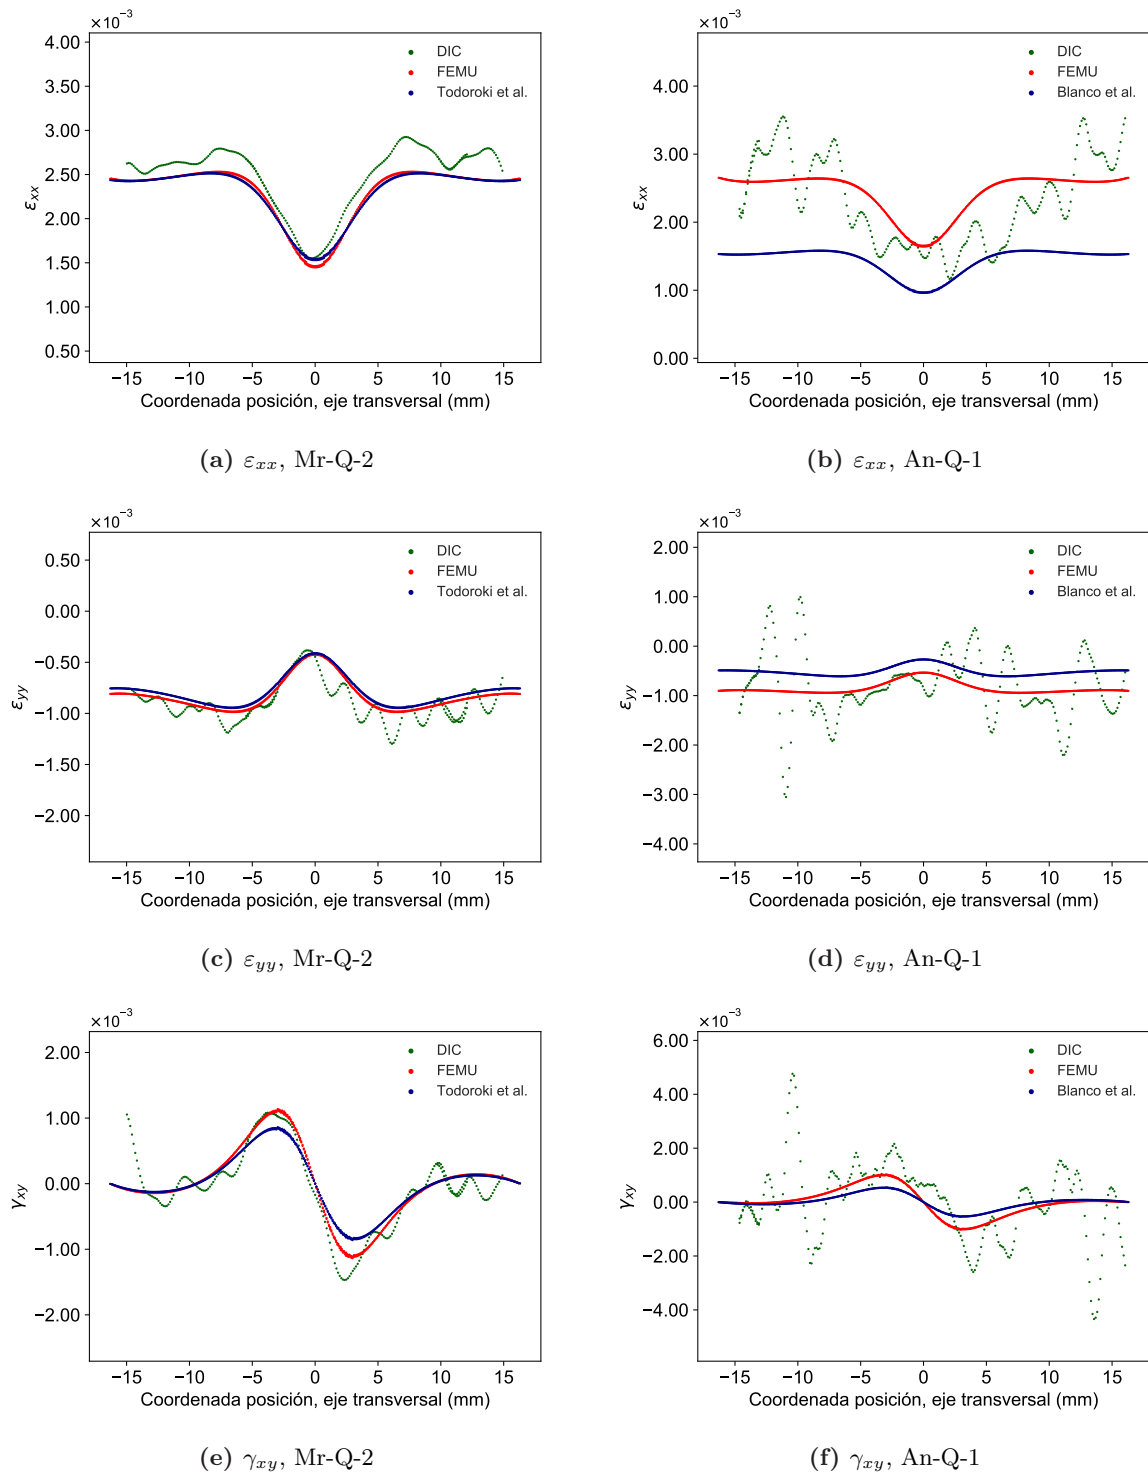 ×10⁻³
4.00
3.50
3.00
2.50
2.00
1.50
1.00
0.50
εxx
DIC
FEMU
Todoroki et al.
−15 −10 −5 0 5 10 15
Coordenada posición, eje transversal (mm)
(a) εxx, Mr-Q-2
×10⁻³
4.00
3.00
2.00
1.00
0.00
εxx
DIC
FEMU
Blanco et al.
−15 −10 −5 0 5 10 15
Coordenada posición, eje transversal (mm)
(b) εxx, An-Q-1
×10⁻³
0.50
0.00
−0.50
−1.00
−1.50
−2.00
εyy
DIC
FEMU
Todoroki et al.
−15 −10 −5 0 5 10 15
Coordenada posición, eje transversal (mm)
(c) εyy, Mr-Q-2
×10⁻³
2.00
1.00
0.00
−1.00
−2.00
−3.00
−4.00
εyy
DIC
FEMU
Blanco et al.
−15 −10 −5 0 5 10 15
Coordenada posición, eje transversal (mm)
(d) εyy, An-Q-1
×10⁻³
2.00
1.00
0.00
−1.00
−2.00
γxy
DIC
FEMU
Todoroki et al.
−15 −10 −5 0 5 10 15
Coordenada posición, eje transversal (mm)
(e) γxy, Mr-Q-2
×10⁻³
6.00
4.00
2.00
0.00
−2.00
−4.00
γxy
DIC
FEMU
Blanco et al.
−15 −10 −5 0 5 10 15
Coordenada posición, eje transversal (mm)
(f) γxy, An-Q-1